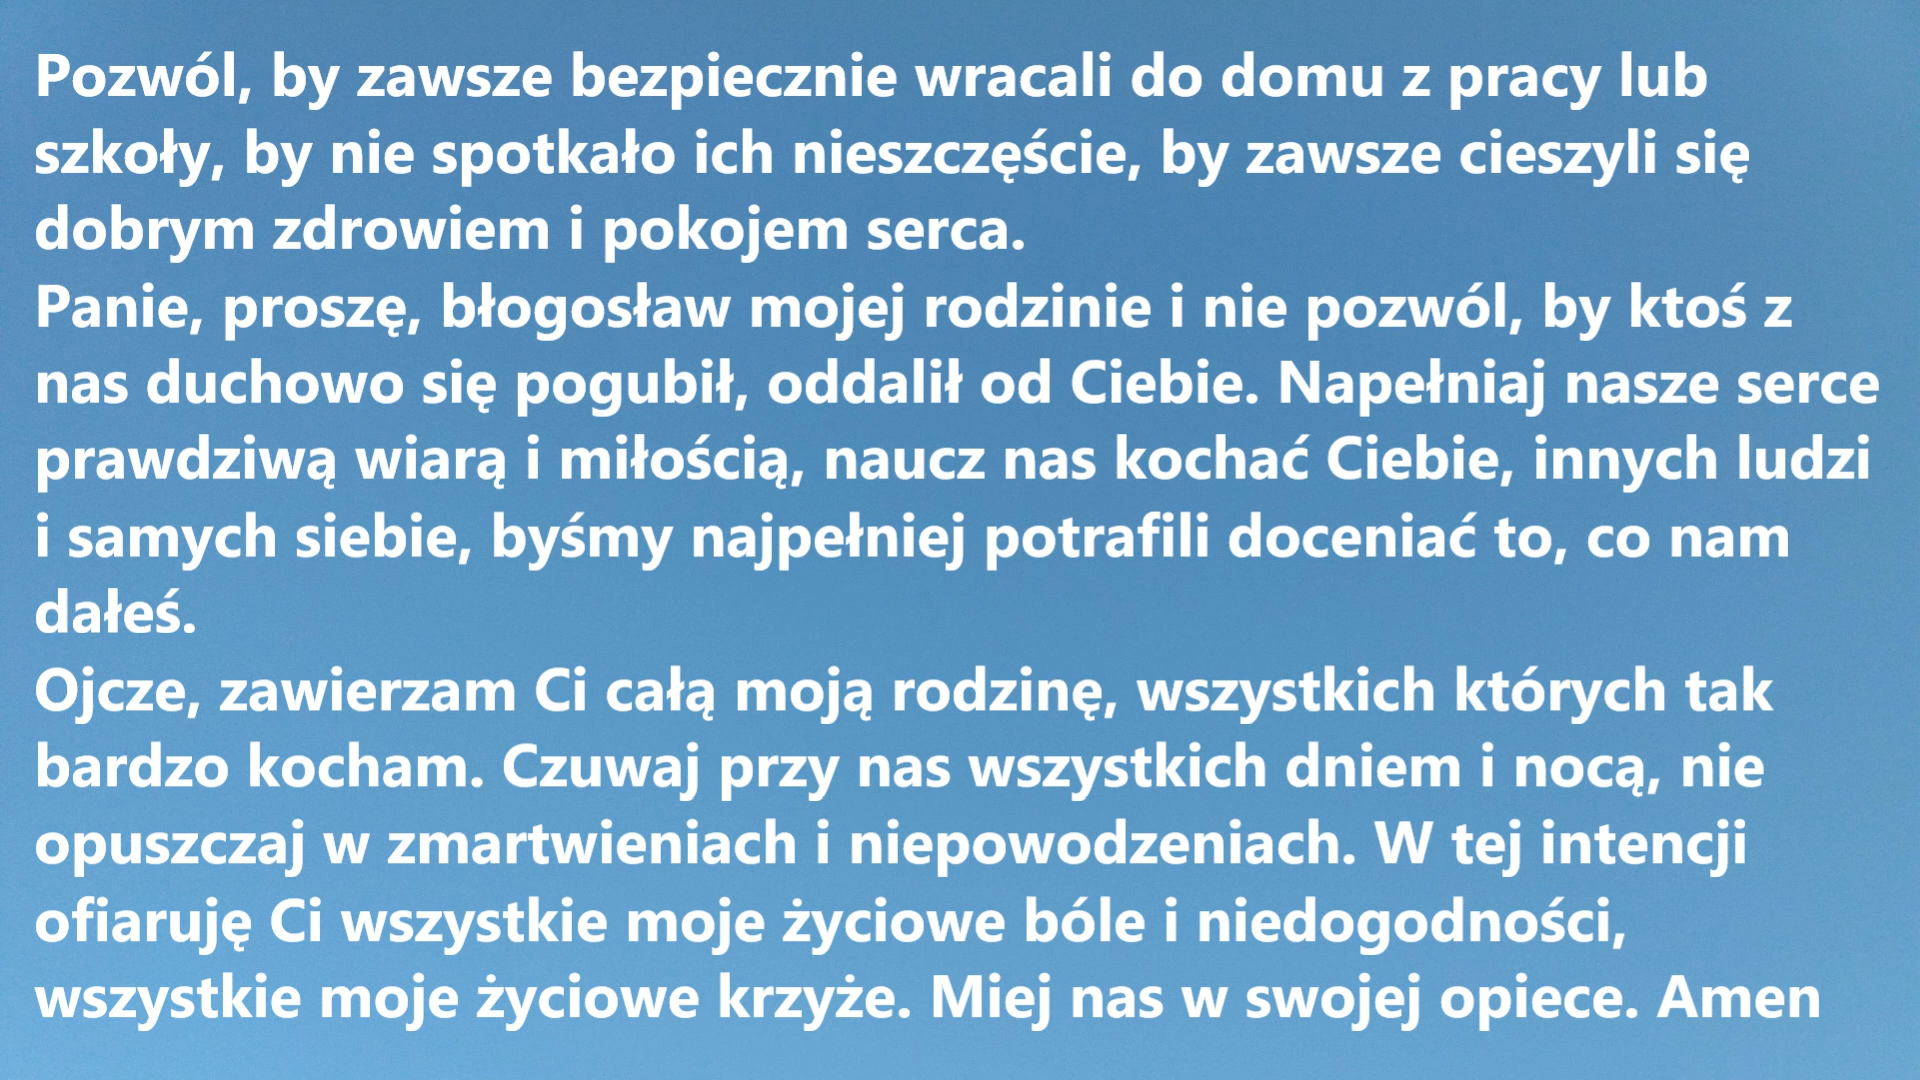 Pozwól, by zawsze bezpiecznie wracali do domu z pracy lub
szkoły, by nie spotkało ich nieszczęście, by zawsze cieszyli się
dobrym zdrowiem i pokojem serca.
Panie, proszę, błogosław mojej rodzinie i nie pozwól, by ktoś z
nas duchowo się pogubił, oddalił od Ciebie. Napełniaj nasze serce
prawdziwą wiarą i miłością, naucz nas kochać Ciebie, innych ludzi
i samych siebie, byśmy najpełniej potrafili doceniać to, co nam
dałeś.
Ojcze, zawierzam Ci całą moją rodzinę, wszystkich których tak
bardzo kocham. Czuwaj przy nas wszystkich dniem i nocą, nie
opuszczaj w zmartwieniach i niepowodzeniach. W tej intencji
ofiaruję Ci wszystkie moje życiowe bóle i niedogodności,
wszystkie moje życiowe krzyże. Miej nas w swojej opiece. Amen